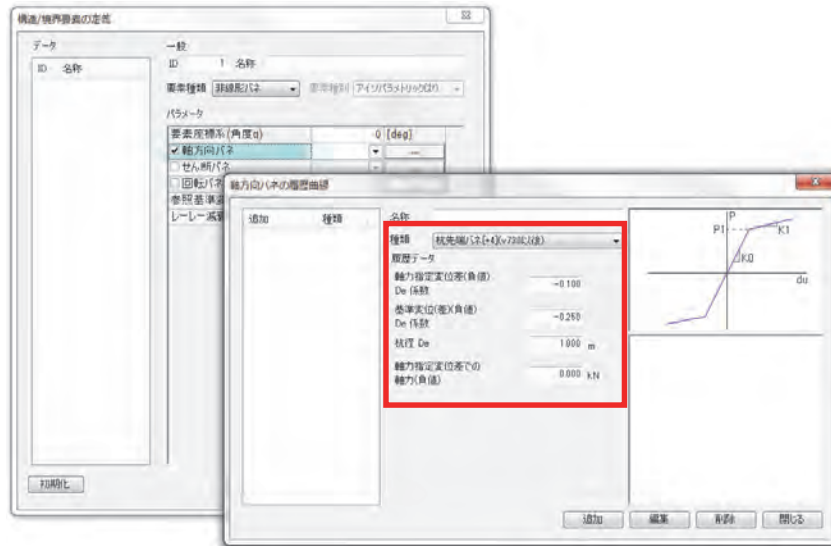 構造/境界要素の定義
データ
ID 名称
一般
ID 1 名称
要素種類 非線形バネ 要素種別 アイソパラメトリック(はり)
パラメータ
要素座標系(角度α) 0 [deg]
軸方向バネ ...
せん断バネ
回転バネ
参照基準
レーレー減衰
初期化
軸方向バネの履歴曲線
追加 種類
名称
種類 杭先端バネ[+4](v730以後)
履歴データ
軸力指定変位差(負値)
De 係数 -0.100
基準変位(差)(負値)
De 係数 -0.250
杭径 De 1.000 m
軸力指定変位差での
軸力(負値) 0.000 kN
P
P1
K1
K0
du
追加 編集 削除 閉じる